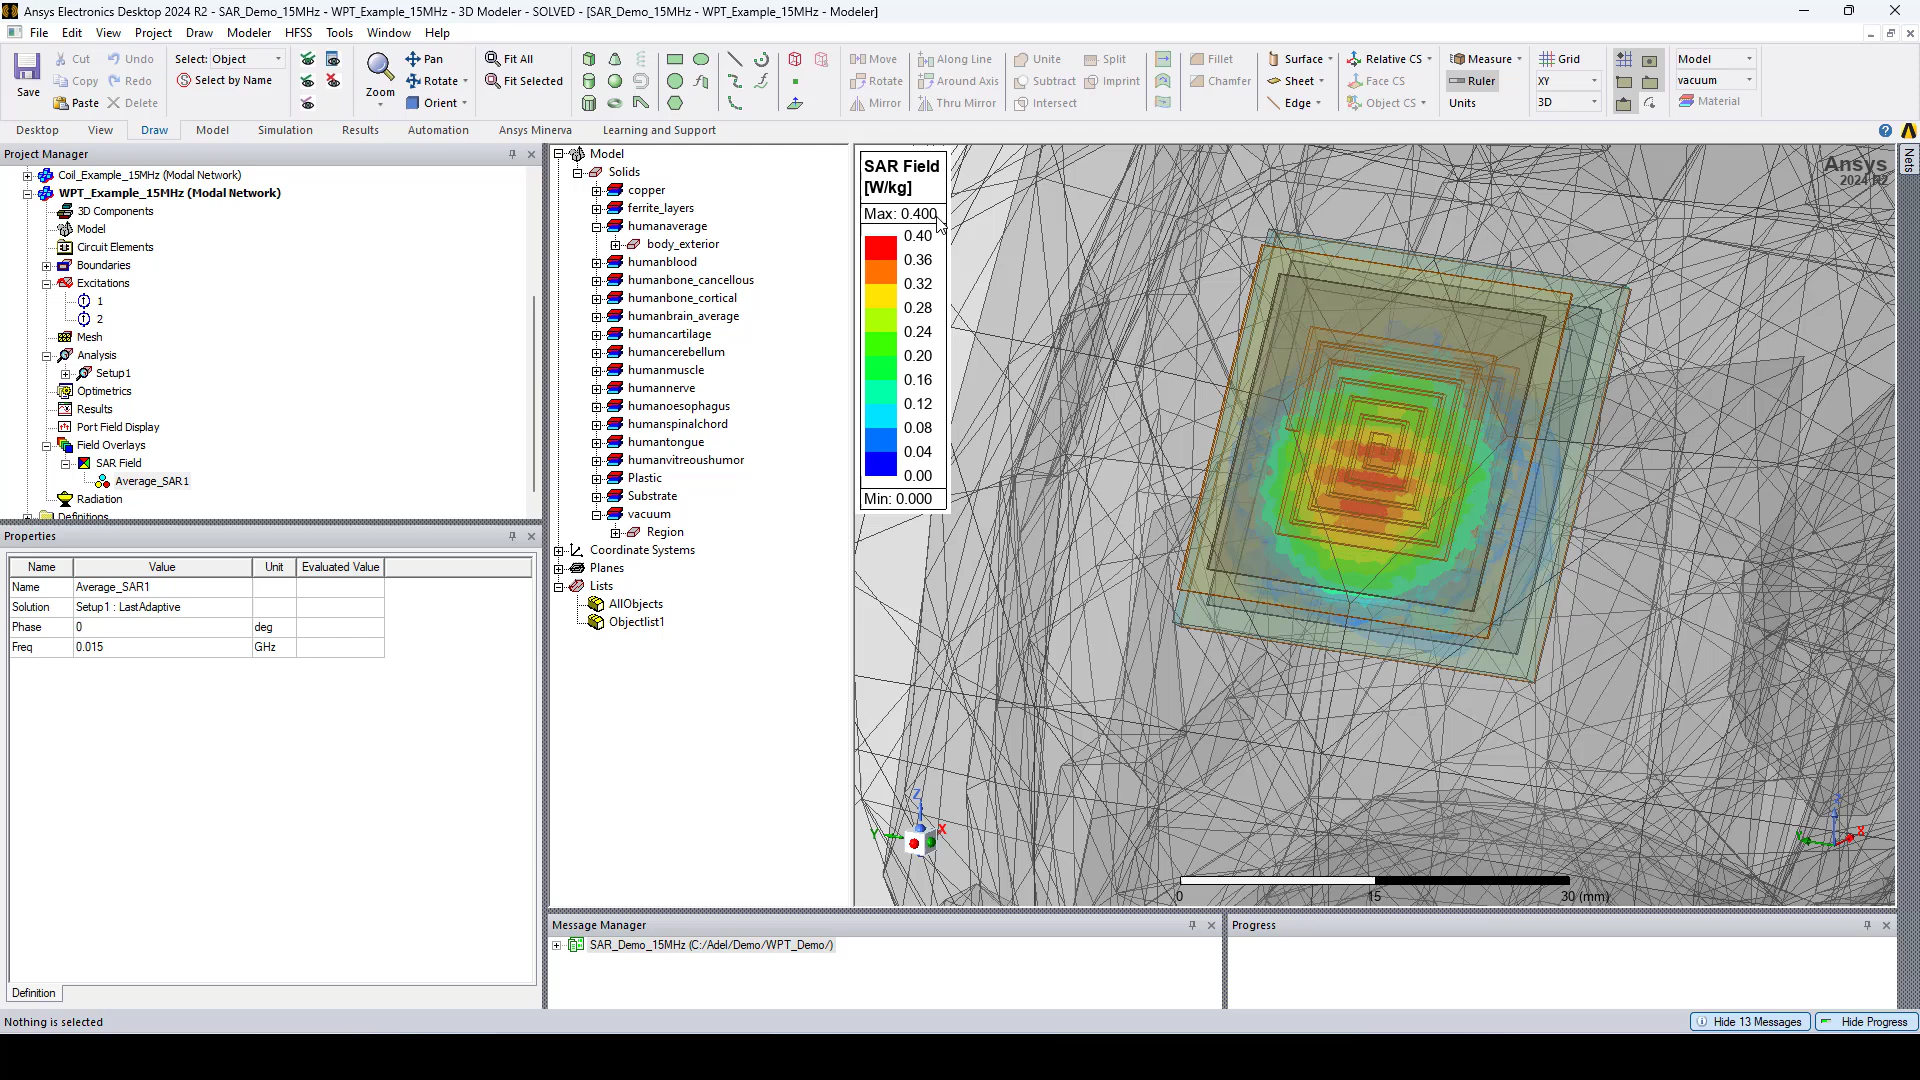 Ansys Electronics Desktop 2024 R2 - SAR_Demo_15MHz - WPT_Example_15MHz - 3D Modeler - SOLVED - [SAR_Demo_15MHz - WPT_Example_15MHz - Modeler]
File Edit View Project Draw Modeler HFSS Tools Window Help
Save
Cut Undo
Copy Redo
Paste Delete
Select: Object
Select by Name
Zoom
Pan
Rotate
Orient
Fit All
Fit Selected
Move Along Line
Rotate Around Axis
Mirror Thru Mirror
Unite Split
Subtract Imprint
Intersect
Fillet
Chamfer
Surface
Sheet
Edge
Relative CS
Face CS
Object CS
Measure
Ruler
Units
Grid
XY
3D
Model
vacuum
Material
Desktop View Draw Model Simulation Results Automation Ansys Minerva Learning and Support
Project Manager
Coil_Example_15MHz (Modal Network)
WPT_Example_15MHz (Modal Network)
3D Components
Model
Circuit Elements
Boundaries
Excitations
1
2
Mesh
Analysis
Setup1
Optimetrics
Results
Port Field Display
Field Overlays
SAR Field
Average_SAR1
Radiation
Definitions
Properties
Name Value Unit Evaluated Value
Name Average_SAR1
Solution Setup1 : LastAdaptive
Phase 0 deg
Freq 0.015 GHz
Definition
Model
Solids
copper
ferrite_layers
humanaverage
body_exterior
humanblood
humanbone_cancellous
humanbone_cortical
humanbrain_average
humancartilage
humancerebellum
humanmuscle
humannerve
humanoesophagus
humanspinalchord
humantongue
humanvitreoushumor
Plastic
Substrate
vacuum
Region
Coordinate Systems
Planes
Lists
AllObjects
Objectlist1
SAR Field
[W/kg]
Max: 0.400
0.40
0.36
0.32
0.28
0.24
0.20
0.16
0.12
0.08
0.04
0.00
Min: 0.000
Ansys
2024 R2
Nets
Z
Y
X
Z
Y
X
0 15 30 (mm)
Message Manager
SAR_Demo_15MHz (C:/Adel/Demo/WPT_Demo/)
Progress
Nothing is selected
Hide 13 Messages
Hide Progress